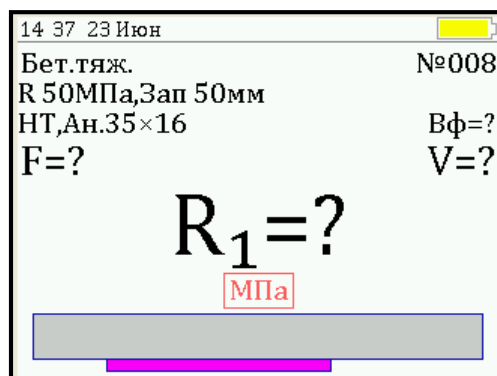 14 37 23 Июн
Бет.тяж. №008
R 50МПа,Зап 50мм
НТ,Ан.35×16 Вф=?
F=? V=?
R₁=?
МПа